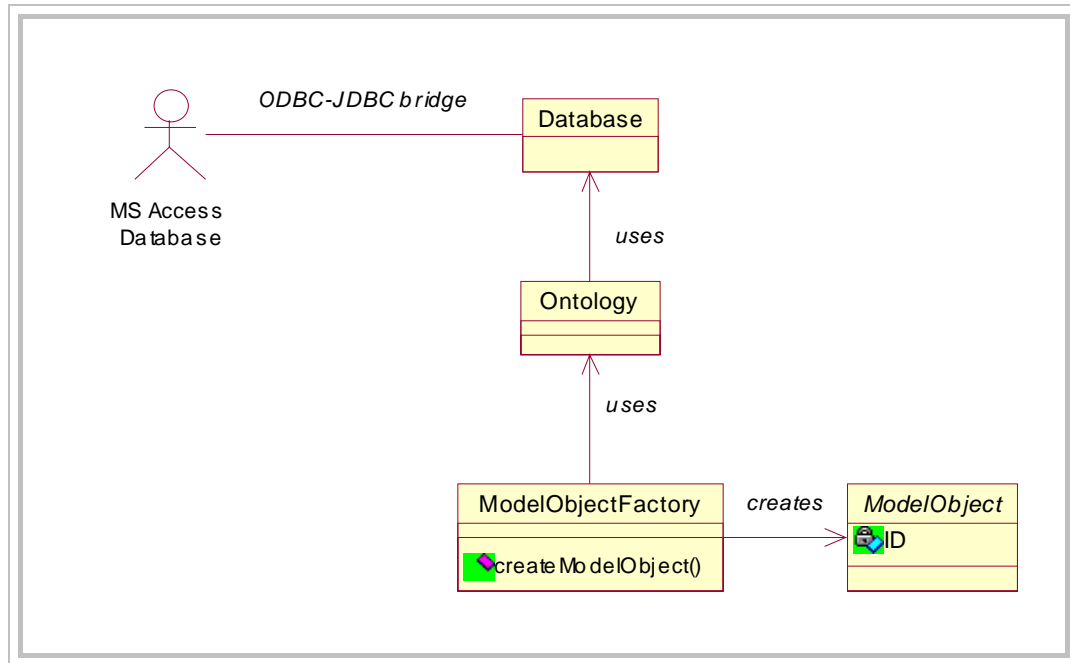 ODBC-JDBC bridge
Database
MS Access
Database
uses
Ontology
uses
ModelObjectFactory
creates
ModelObject
ID
createModelObject()